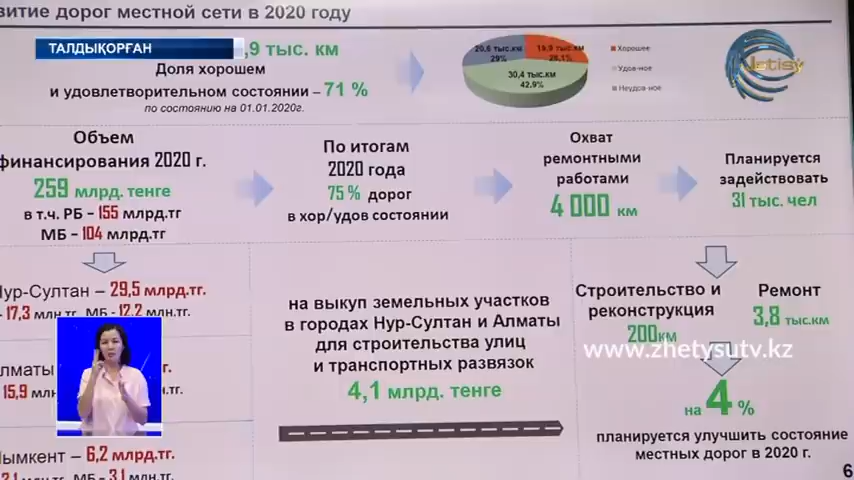 звитие дорог местной сети в 2020 году
ТАЛДЫҚОРҒАН
,9 тыс. км
Доля хорошем
и удовлетворительном состоянии – 71 %
по состоянию на 01.01.2020г.
20,6 тыс.км
29%
19,9 тыс.км
28,1%
30,4 тыс.км
42,9%
Хорошее
Удов-ное
Неудов-ное
Jetisý
Объем
финансирования 2020 г.
259 млрд. тенге
в т.ч. РБ – 155 млрд.тг
МБ – 104 млрд.тг
По итогам
2020 года
75 % дорог
в хор/удов состоянии
Охват
ремонтными
работами
4 000 км
Планируется
задействовать
31 тыс. чел
Нур-Султан – 29,5 млрд.тг.
- 17,3 млн.тг. МБ - 12,2 млн.тг.
лматы
15,9
д.тг.
лн.тг.
ымкент – 6,2 млрд.тг.
3,1 млн.тг.
на выкуп земельных участков
в городах Нур-Султан и Алматы
для строительства улиц
и транспортных развязок
4,1 млрд. тенге
Строительство и
реконструкция
200км
Ремонт
3,8 тыс.км
www.zhetysutv.kz
на 4 %
планируется улучшить состояние
местных дорог в 2020 г.
6